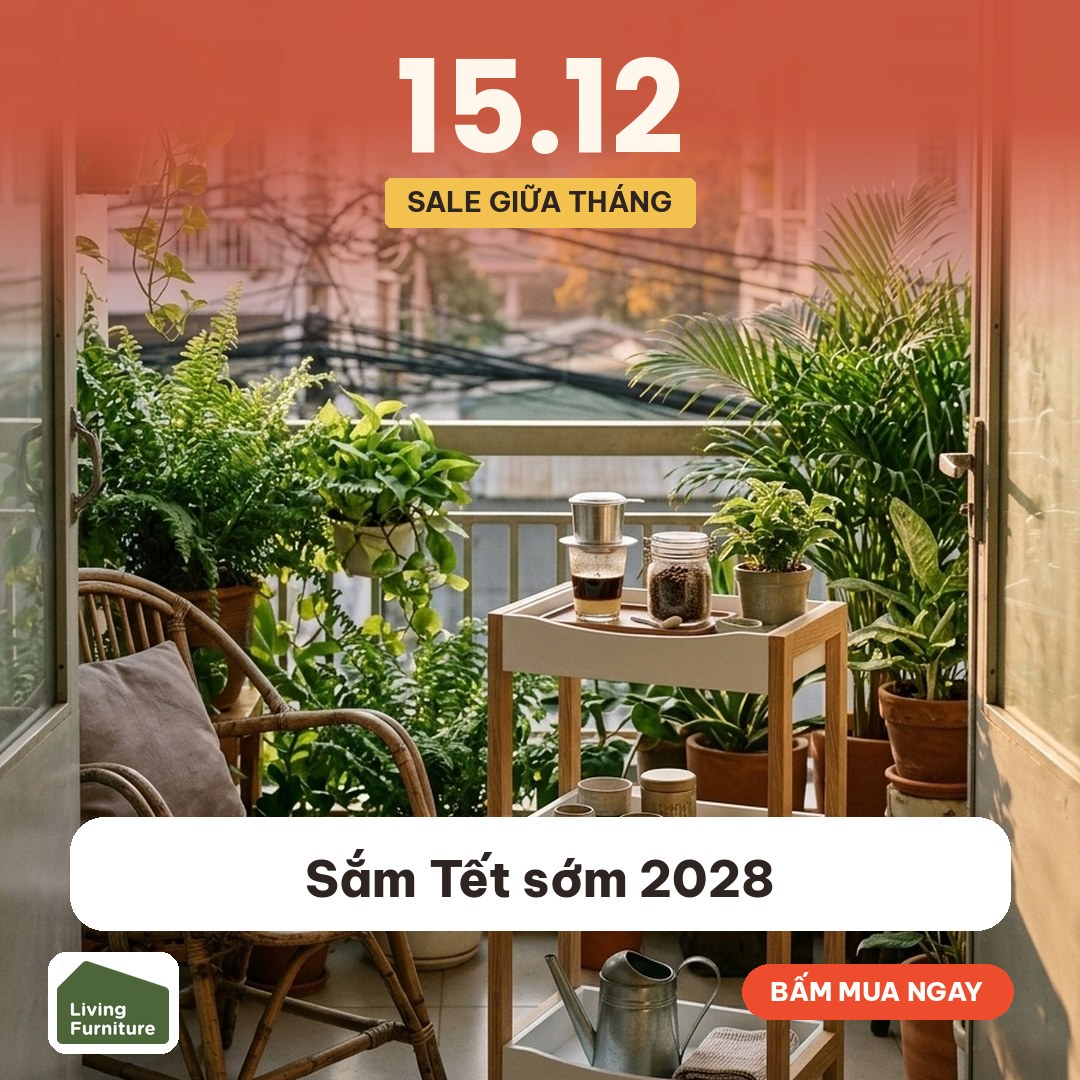 15.12
SALE GIỮA THÁNG
Sắm Tết sớm 2028
Living
Furniture
BẤM MUA NGAY